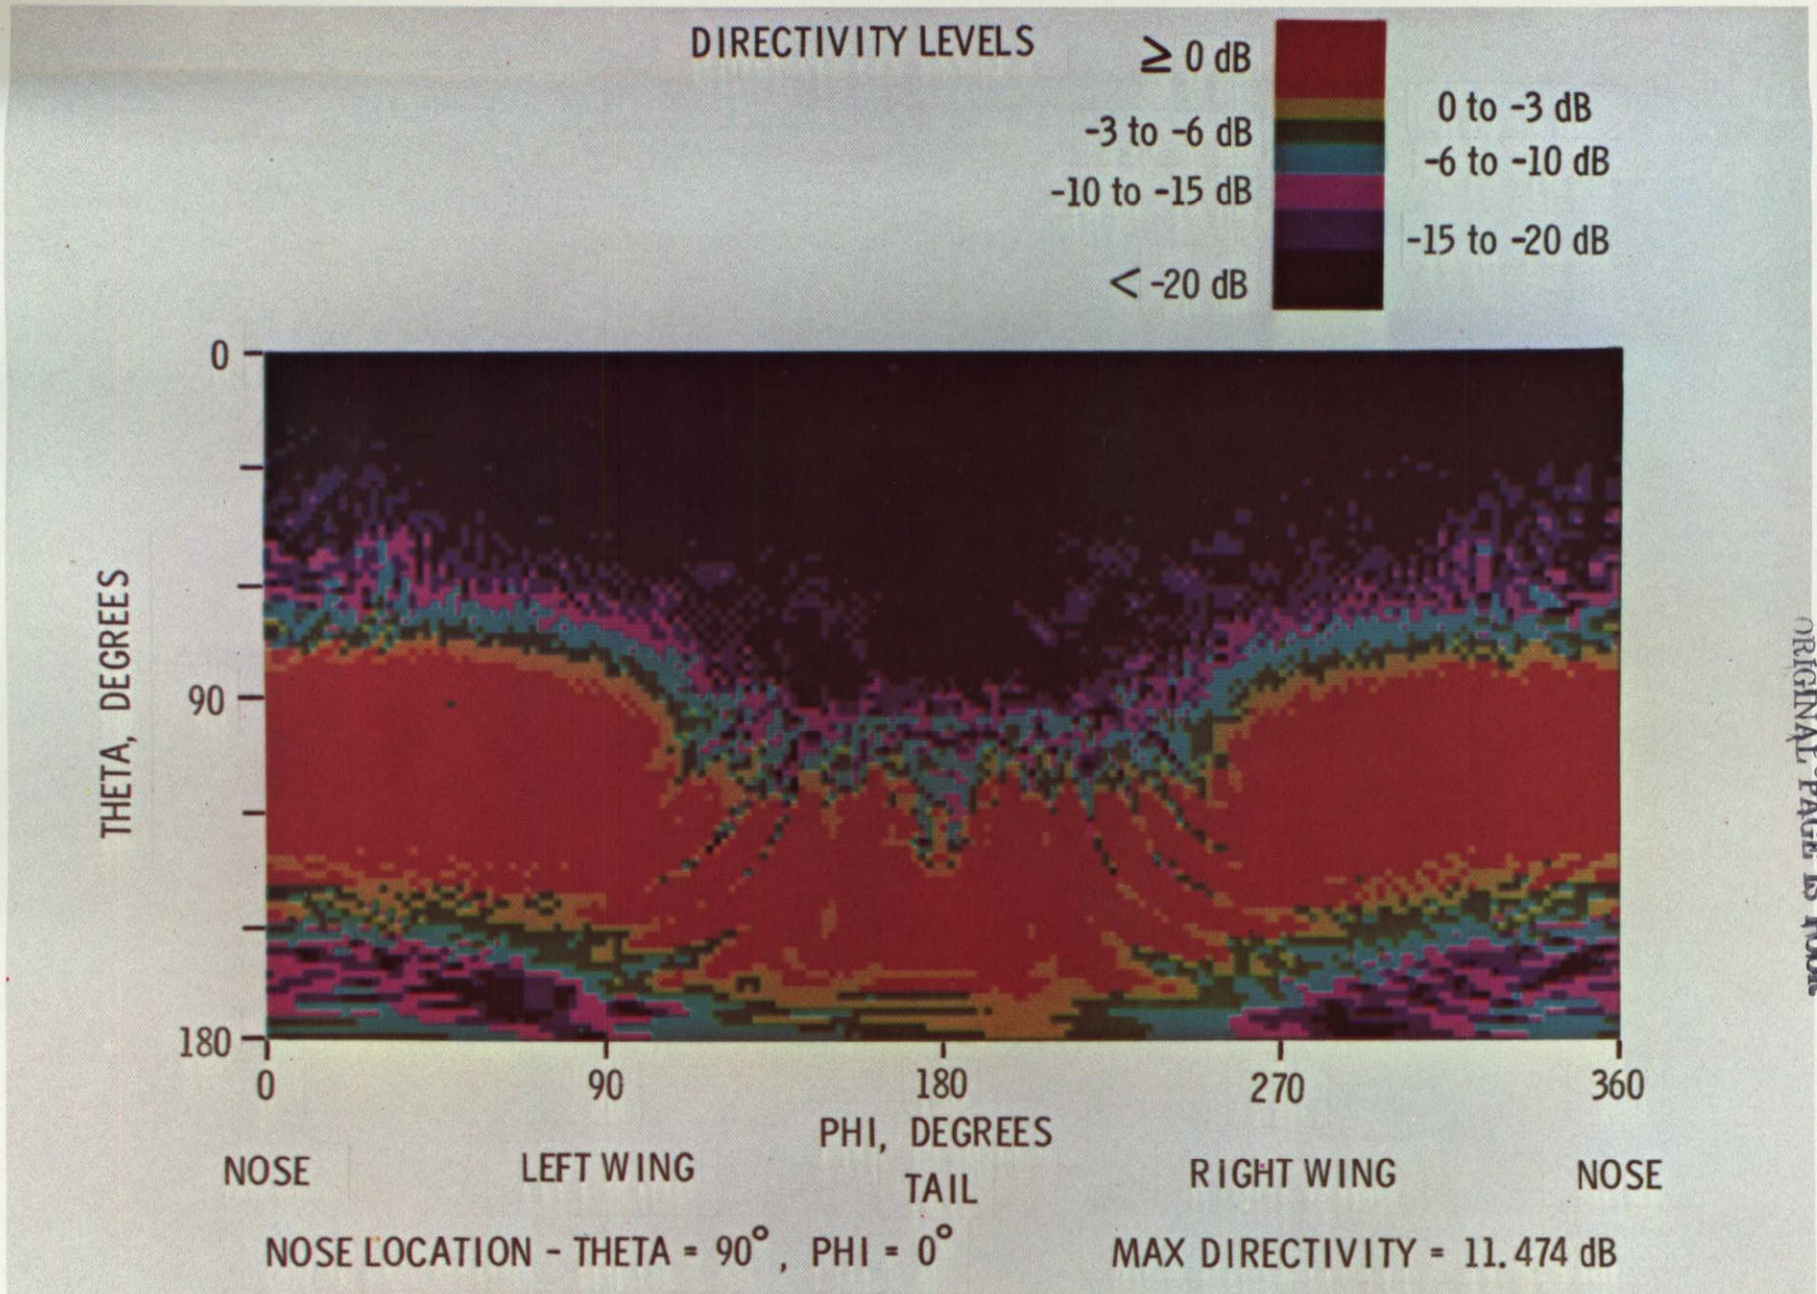 DIRECTIVITY LEVELS
≥ 0 dB
0 to -3 dB
-3 to -6 dB
-6 to -10 dB
-10 to -15 dB
-15 to -20 dB
< -20 dB
THETA, DEGREES
0
90
180
0
90
180
270
360
PHI, DEGREES
NOSE
LEFT WING
TAIL
RIGHT WING
NOSE
NOSE LOCATION - THETA = 90°, PHI = 0°
MAX DIRECTIVITY = 11.474 dB
ORIGINAL PAGE IS POOR